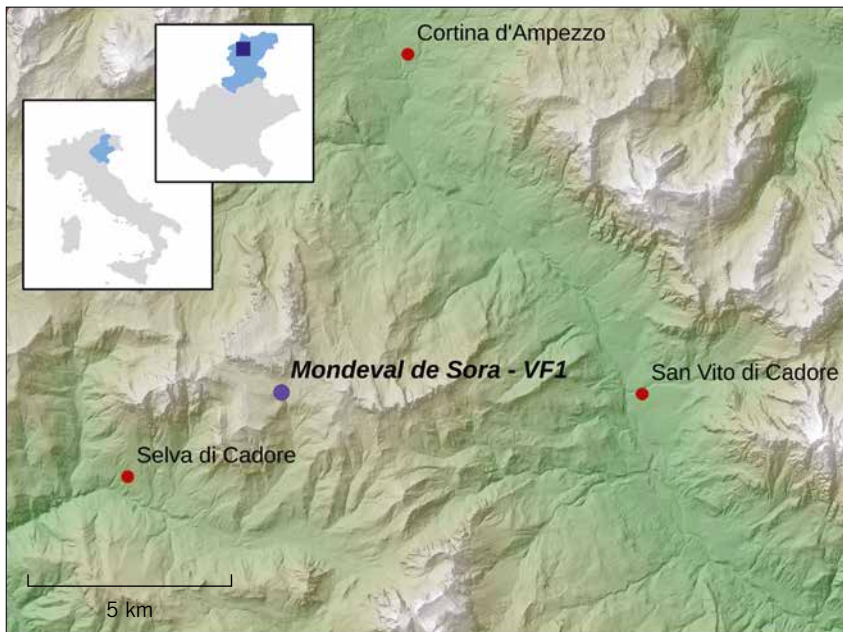 Cortina d'Ampezzo
Mondeval de Sora - VF1
San Vito di Cadore
Selva di Cadore
5 km